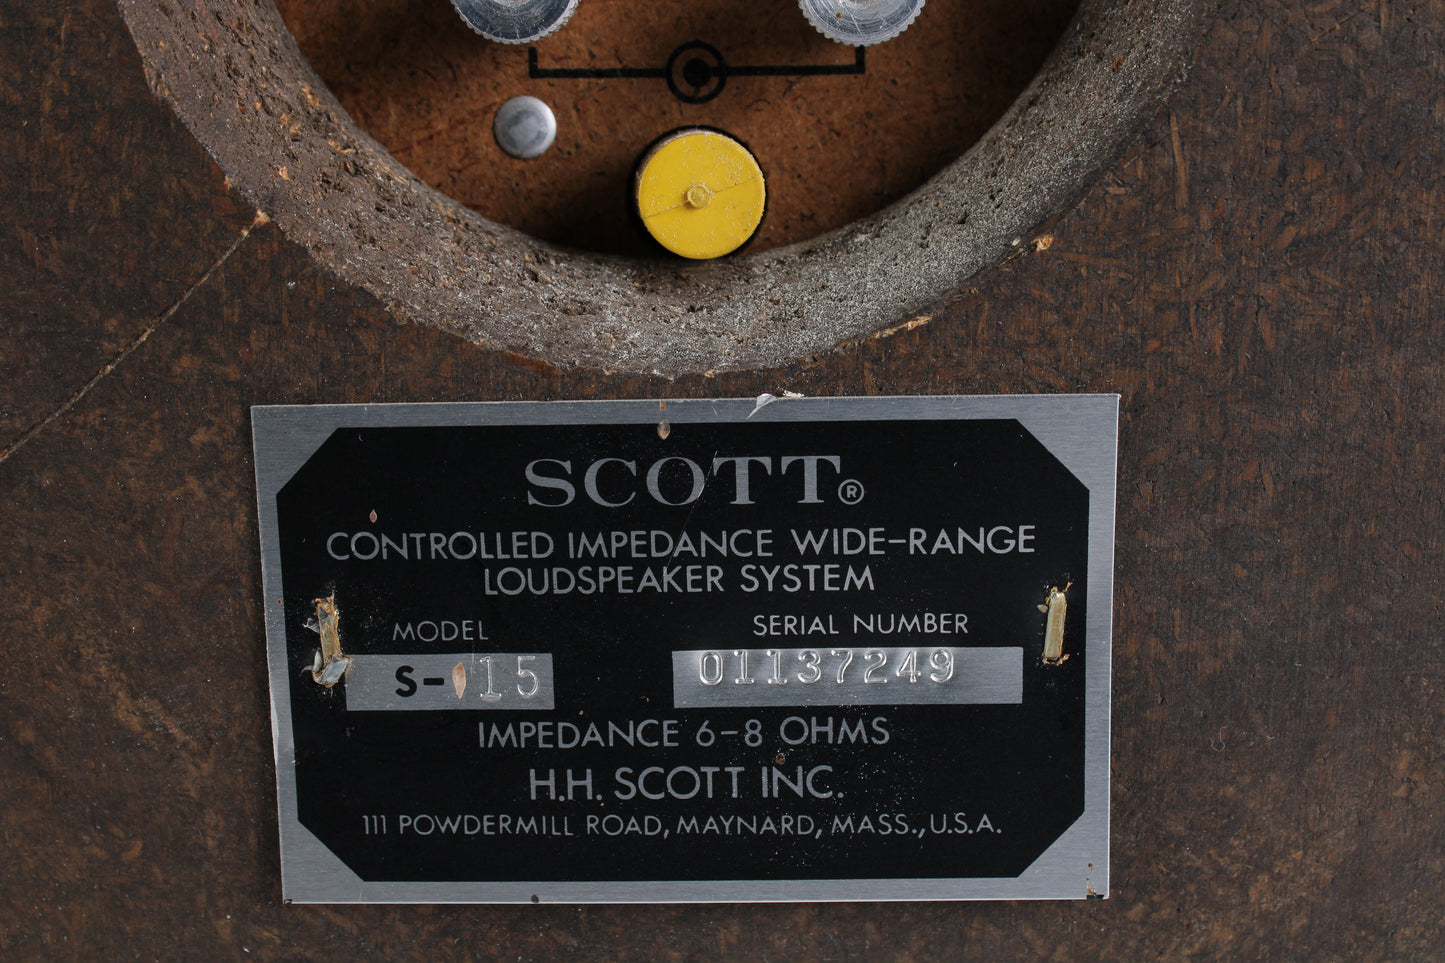 SCOTT®
CONTROLLED IMPEDANCE WIDE-RANGE
LOUDSPEAKER SYSTEM
MODEL SERIAL NUMBER
S-15 01137249
IMPEDANCE 6-8 OHMS
H.H. SCOTT INC.
111 POWDERMILL ROAD, MAYNARD, MASS., U.S.A.